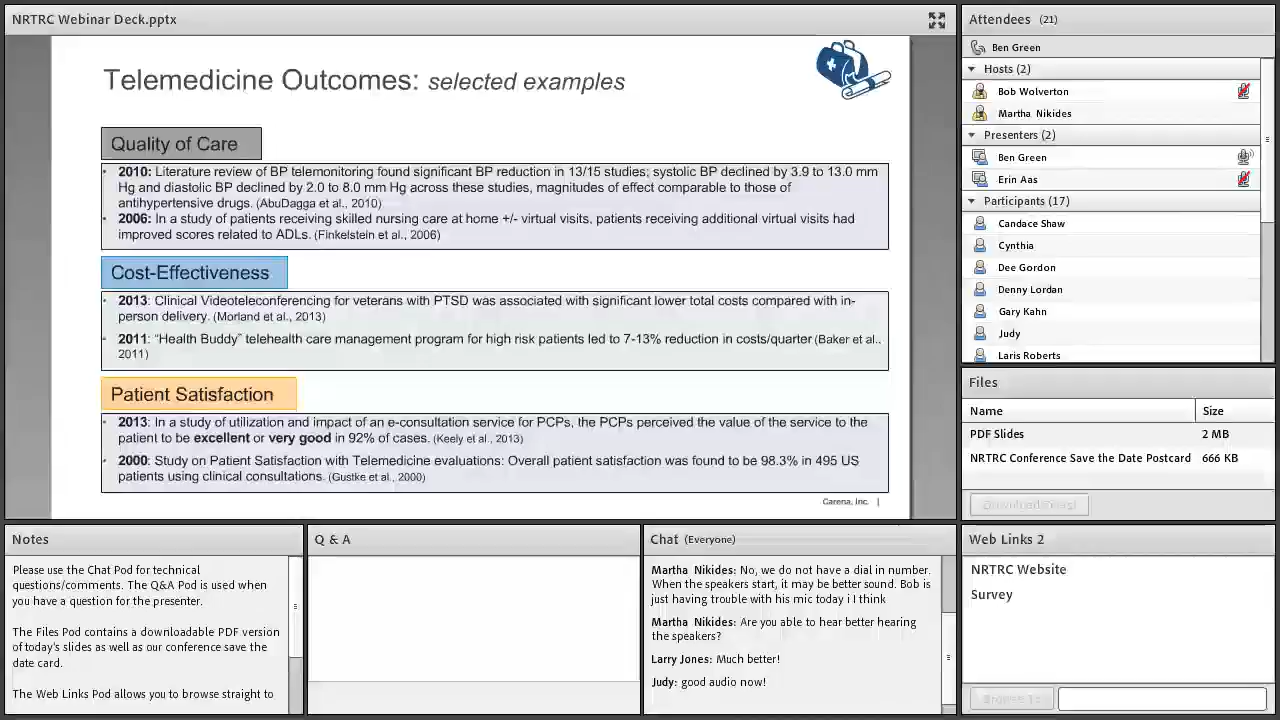 NRTRC Webinar Deck.pptx
Telemedicine Outcomes: selected examples
Quality of Care
• 2010: Literature review of BP telemonitoring found significant BP reduction in 13/15 studies; systolic BP declined by 3.9 to 13.0 mm
Hg and diastolic BP declined by 2.0 to 8.0 mm Hg across these studies, magnitudes of effect comparable to those of
antihypertensive drugs. (AbuDagga et al., 2010)
• 2006: In a study of patients receiving skilled nursing care at home +/- virtual visits, patients receiving additional virtual visits had
improved scores related to ADLs. (Finkelstein et al., 2006)
Cost-Effectiveness
• 2013: Clinical Videoteleconferencing for veterans with PTSD was associated with significant lower total costs compared with in-
person delivery. (Morland et al., 2013)
• 2011: “Health Buddy” telehealth care management program for high risk patients led to 7-13% reduction in costs/quarter (Baker et al.,
2011)
Patient Satisfaction
• 2013: In a study of utilization and impact of an e-consultation service for PCPs, the PCPs perceived the value of the service to the
patient to be excellent or very good in 92% of cases. (Keely et al., 2013)
• 2000: Study on Patient Satisfaction with Telemedicine evaluations: Overall patient satisfaction was found to be 98.3% in 495 US
patients using clinical consultations. (Gustke et al., 2000)
Carena, Inc. |
Attendees (21)
Ben Green
Hosts (2)
Bob Wolverton
Martha Nikides
Presenters (2)
Ben Green
Erin Aas
Participants (17)
Candace Shaw
Cynthia
Dee Gordon
Denny Lordan
Gary Kahn
Judy
Laris Roberts
Files
Name Size
PDF Slides 2 MB
NRTRC Conference Save the Date Postcard 666 KB
Download File(s)
Notes
Please use the Chat Pod for technical
questions/comments. The Q&A Pod is used when
you have a question for the presenter.
The Files Pod contains a downloadable PDF version
of today's slides as well as our conference save the
date card.
The Web Links Pod allows you to browse straight to
Q & A
Chat (Everyone)
Martha Nikides: No, we do not have a dial in number.
When the speakers start, it may be better sound. Bob is
just having trouble with his mic today i I think
Martha Nikides: Are you able to hear better hearing
the speakers?
Larry Jones: Much better!
Judy: good audio now!
Web Links 2
NRTRC Website
Survey
Browse To